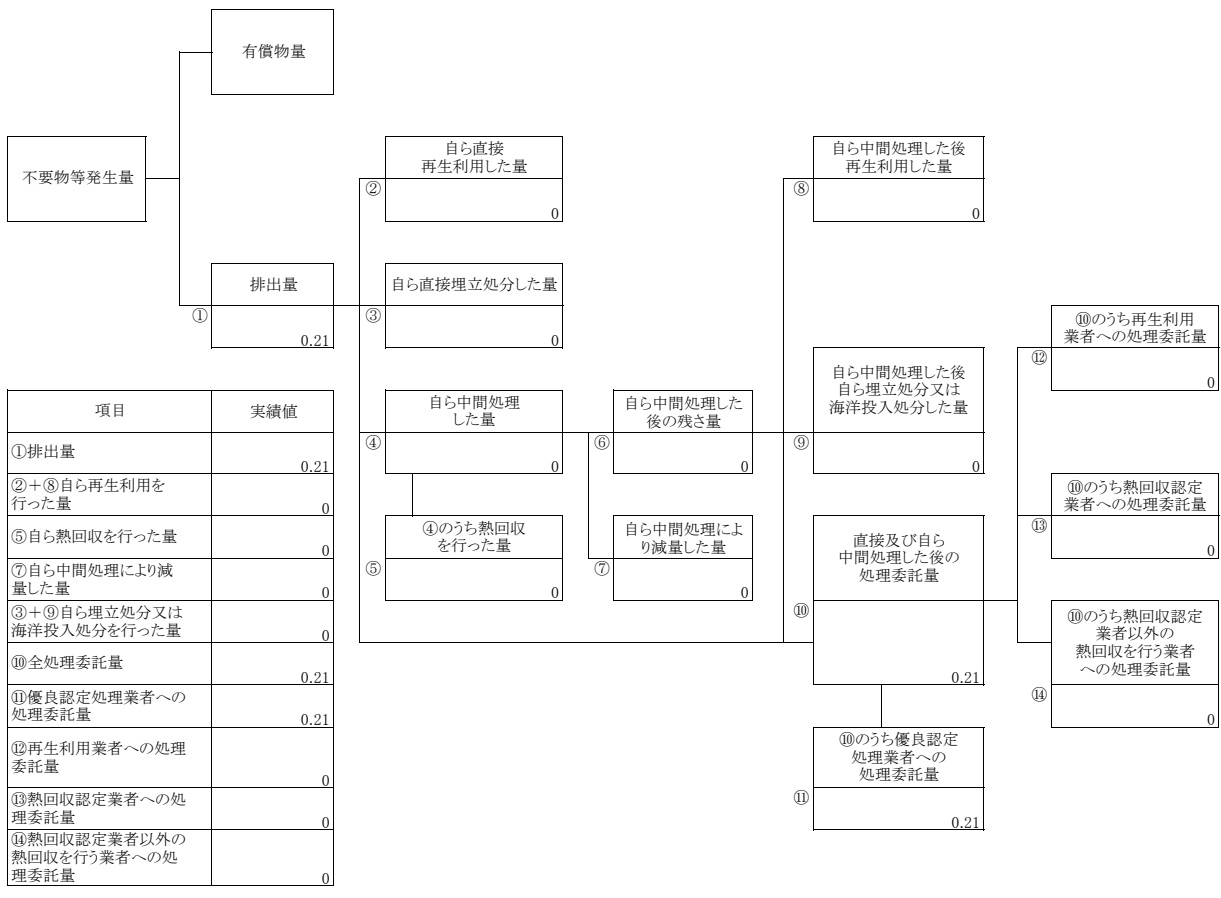 有償物量
不要物等発生量
自ら直接
再生利用した量
②
0
自ら中間処理した後
再生利用した量
⑧
0
排出量
①
0.21
自ら直接埋立処分した量
③
0
⑩のうち再生利用
業者への処理委託量
⑫
0
自ら中間処理
した量
④
0
自ら中間処理した
後の残さ量
⑥
0
自ら中間処理した後
自ら埋立処分又は
海洋投入処分した量
⑨
0
⑩のうち熱回収認定
業者への処理委託量
⑬
0
④のうち熱回収
を行った量
⑤
0
自ら中間処理によ
り減量した量
⑦
0
直接及び自ら
中間処理した後の
処理委託量
⑩
0.21
⑩のうち熱回収認定
業者以外の
熱回収を行う業者
への処理委託量
⑭
0
⑩のうち優良認定
処理業者への
処理委託量
⑪
0.21
項目 実績値
①排出量
0.21
②＋⑧自ら再生利用を
行った量
0
⑤自ら熱回収を行った量
0
⑦自ら中間処理により減
量した量
0
③＋⑨自ら埋立処分又は
海洋投入処分を行った量
0
⑩全処理委託量
0.21
⑪優良認定処理業者への
処理委託量
0.21
⑫再生利用業者への処理
委託量
0
⑬熱回収認定業者への処
理委託量
0
⑭熱回収認定業者以外の
熱回収を行う業者への処
理委託量
0